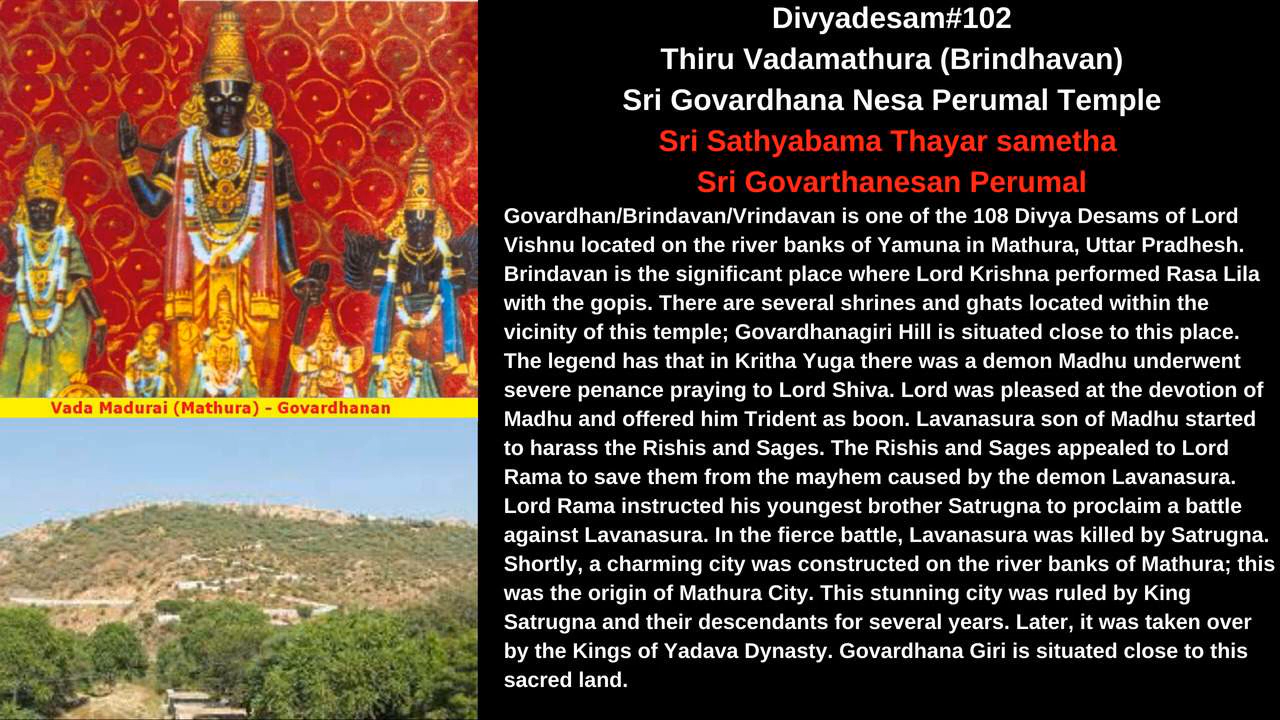 Divyadesam#102
Thiru Vadamathura (Brindhavan)
Sri Govardhana Nesa Perumal Temple
Sri Sathyabama Thayar sametha
Sri Govarthanesan Perumal
Govardhan/Brindavan/Vrindavan is one of the 108 Divya Desams of Lord
Vishnu located on the river banks of Yamuna in Mathura, Uttar Pradhesh.
Brindavan is the significant place where Lord Krishna performed Rasa Lila
with the gopis. There are several shrines and ghats located within the
vicinity of this temple; Govardhanagiri Hill is situated close to this place.
The legend has that in Kritha Yuga there was a demon Madhu underwent
severe penance praying to Lord Shiva. Lord was pleased at the devotion of
Madhu and offered him Trident as boon. Lavanasura son of Madhu started
to harass the Rishis and Sages. The Rishis and Sages appealed to Lord
Rama to save them from the mayhem caused by the demon Lavanasura.
Lord Rama instructed his youngest brother Satrugna to proclaim a battle
against Lavanasura. In the fierce battle, Lavanasura was killed by Satrugna.
Shortly, a charming city was constructed on the river banks of Mathura; this
was the origin of Mathura City. This stunning city was ruled by King
Satrugna and their descendants for several years. Later, it was taken over
by the Kings of Yadava Dynasty. Govardhana Giri is situated close to this
sacred land.
Vada Madurai (Mathura) - Govardhanan